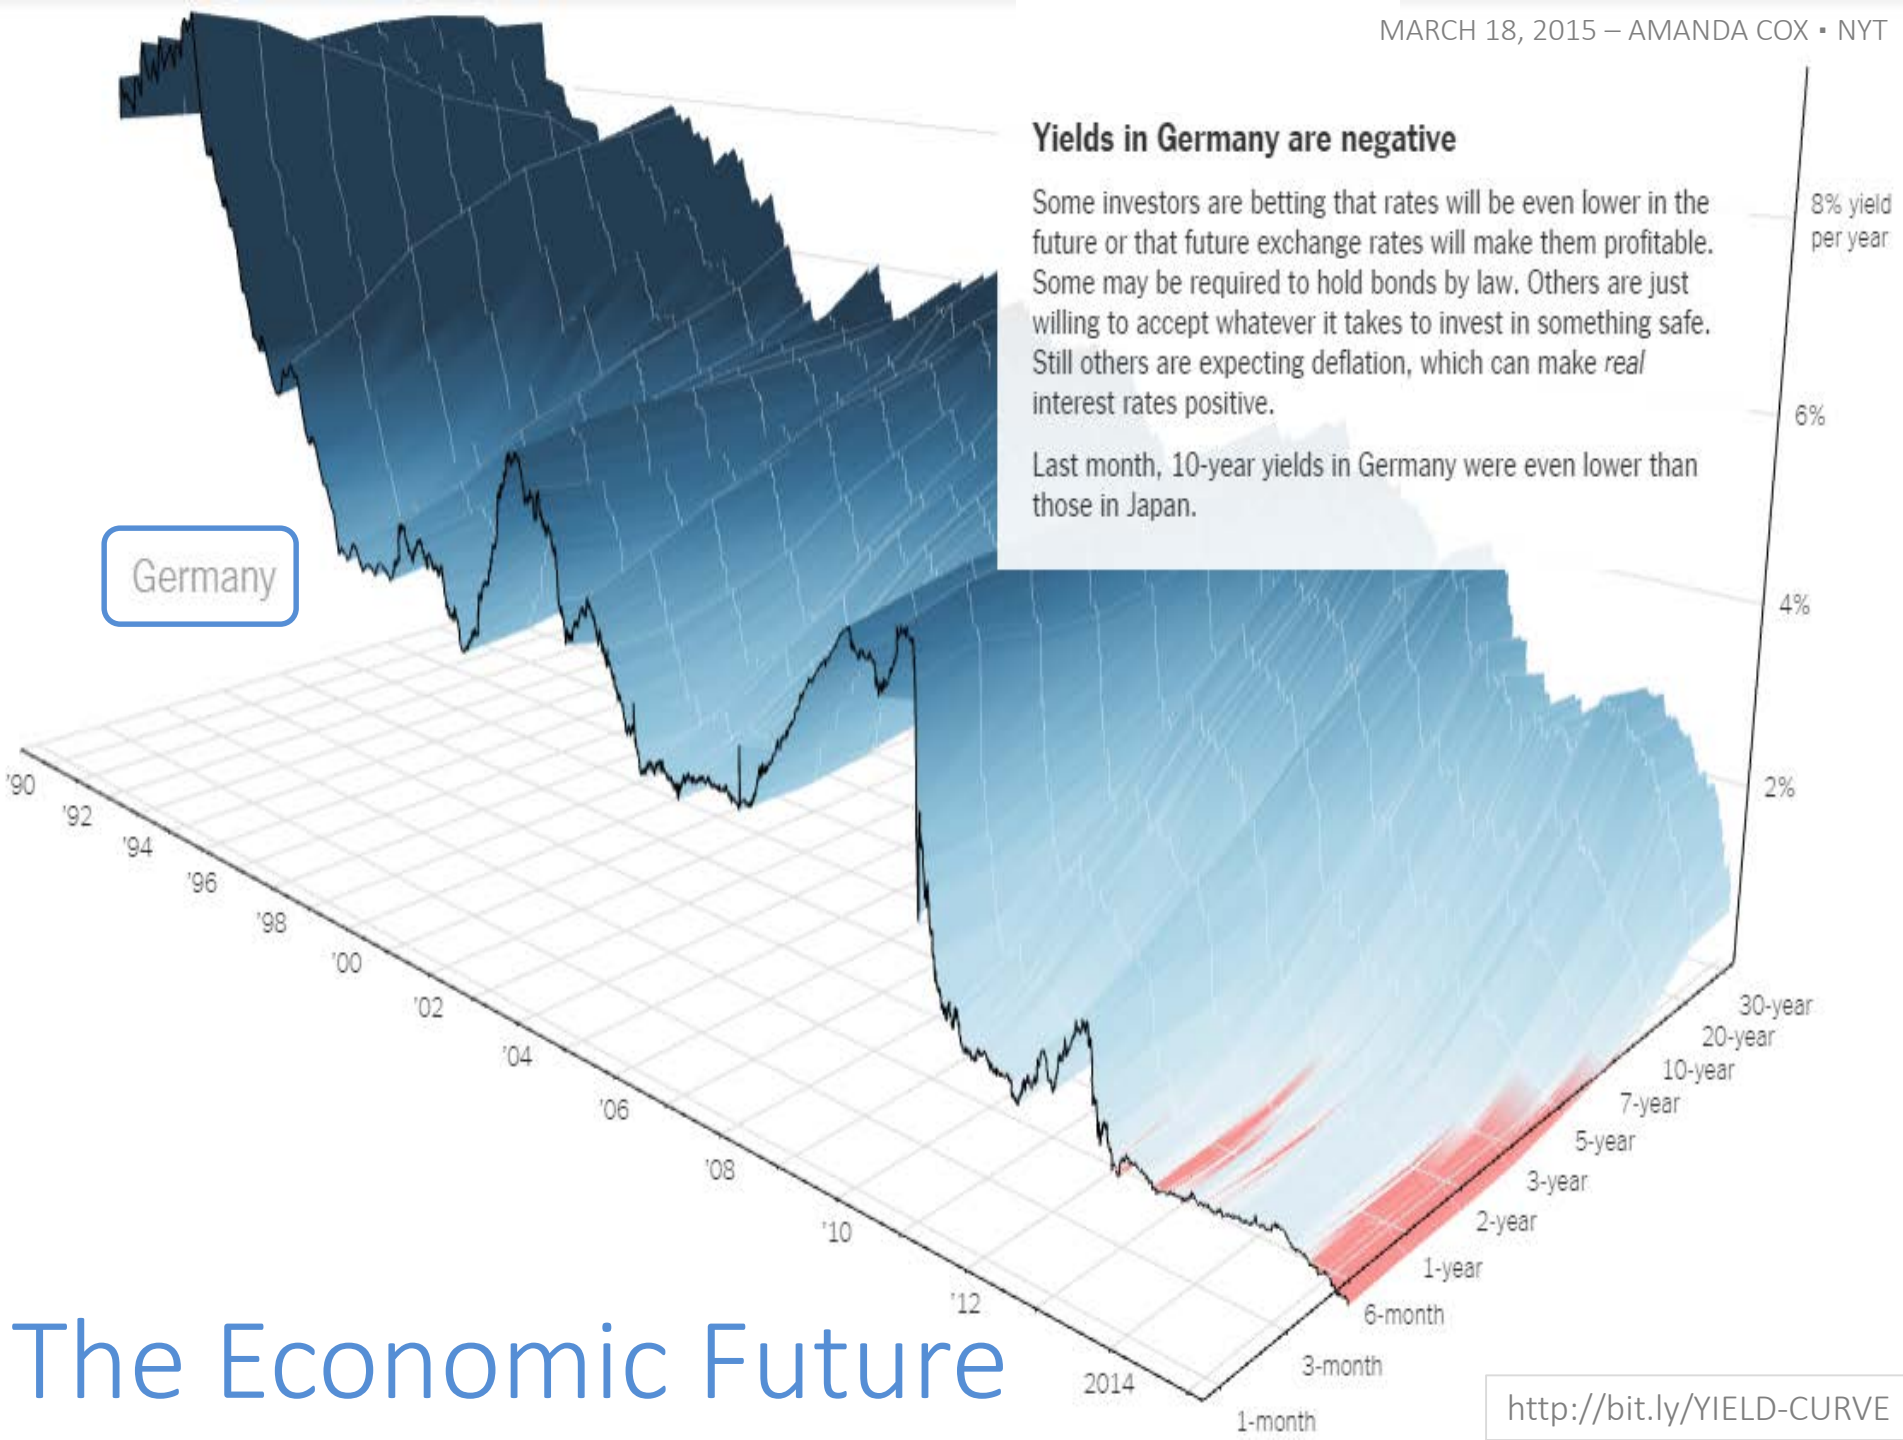 MARCH 18, 2015 – AMANDA COX ▪ NYT
Yields in Germany are negative
Some investors are betting that rates will be even lower in the
future or that future exchange rates will make them profitable.
Some may be required to hold bonds by law. Others are just
willing to accept whatever it takes to invest in something safe.
Still others are expecting deflation, which can make real
interest rates positive.
Last month, 10-year yields in Germany were even lower than
those in Japan.
8% yield
per year
6%
4%
2%
Germany
'90
'92
'94
'96
'98
'00
'02
'04
'06
'08
'10
'12
2014
30-year
20-year
10-year
7-year
5-year
3-year
2-year
1-year
6-month
3-month
1-month
The Economic Future
http://bit.ly/YIELD-CURVE